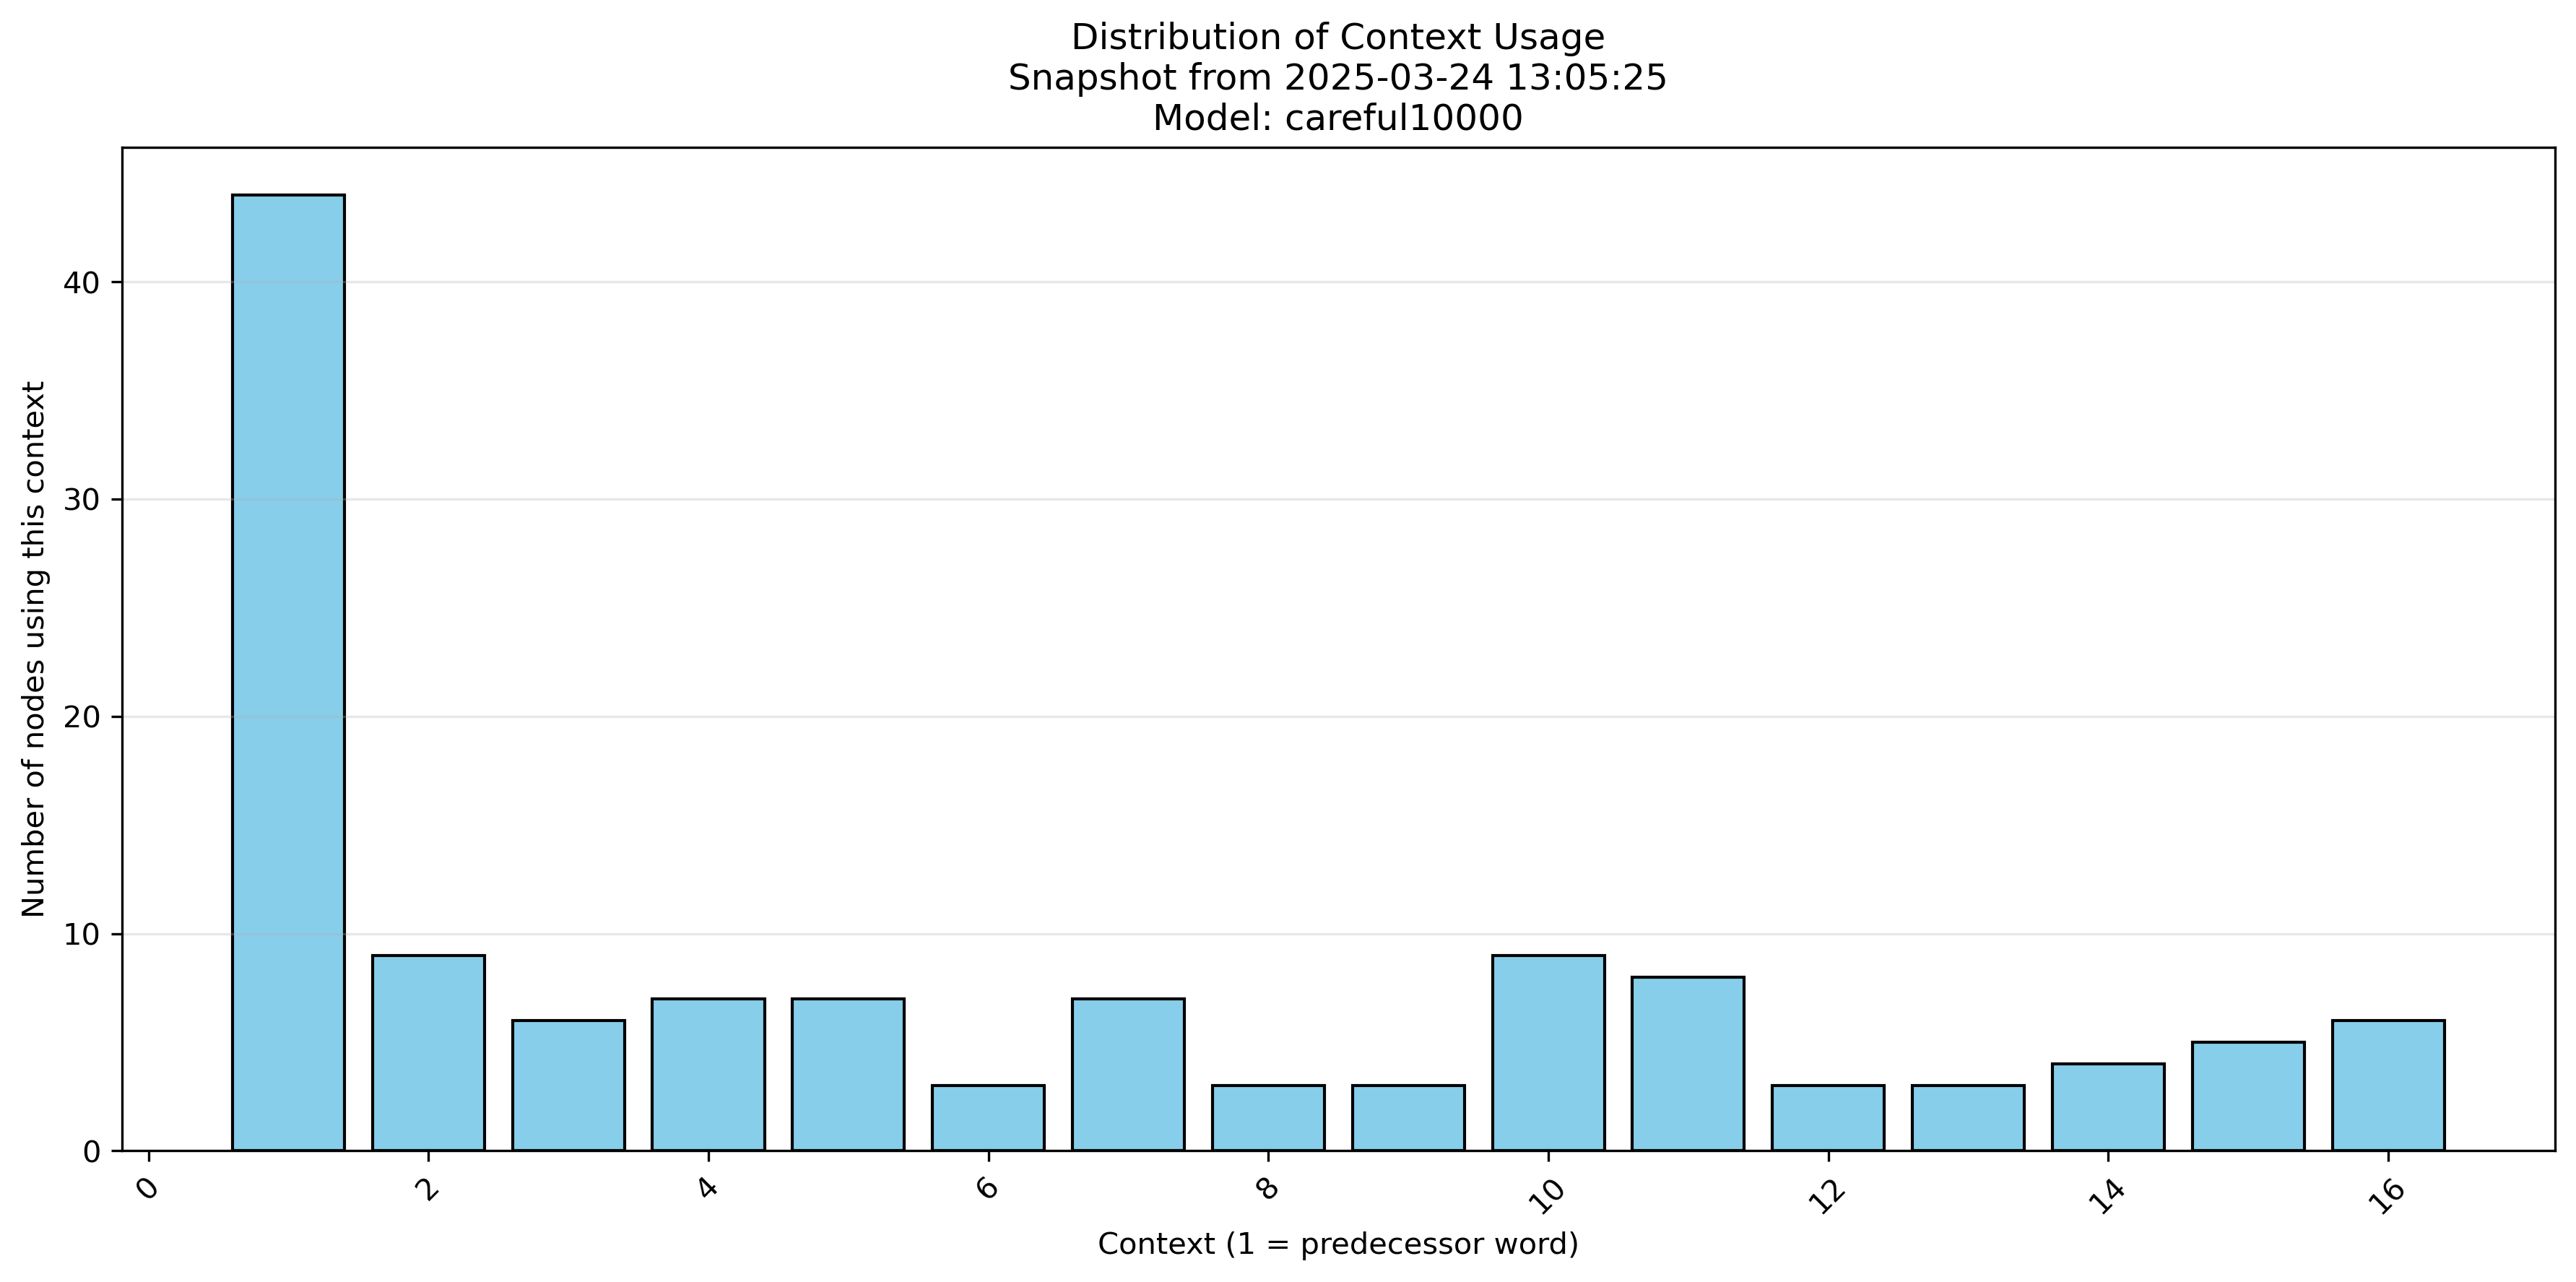 Distribution of Context Usage
Snapshot from 2025-03-24 13:05:25
Model: careful10000
Number of nodes using this context
40
30
20
10
0
0 2 4 6 8 10 12 14 16
Context (1 = predecessor word)